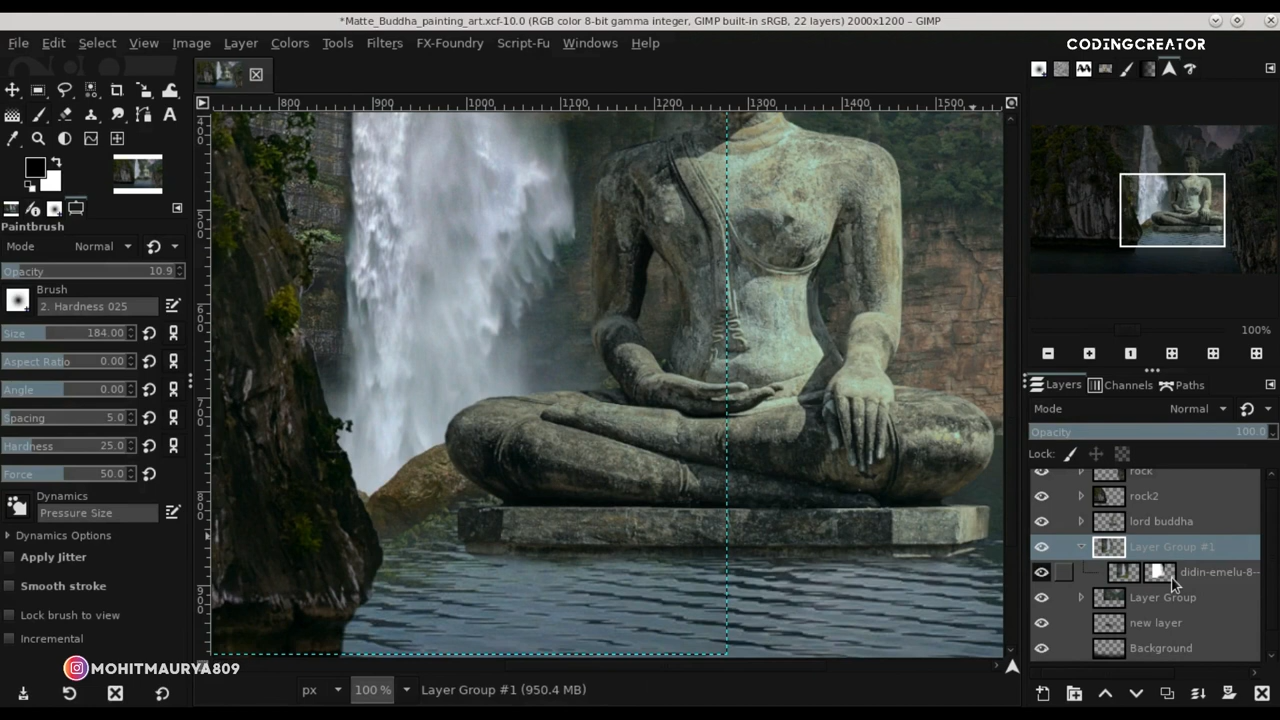 *Matte_Buddha_painting_art.xcf-10.0 (RGB color 8-bit gamma integer, GIMP built-in sRGB, 22 layers) 2000x1200 – GIMP
File Edit Select View Image Layer Colors Tools Filters FX-Foundry Script-Fu Windows Help
CODINGCREATOR
800 900 1000 1100 1200 1300 1400 1500
400
500
600
700
800
Paintbrush
Mode Normal
Opacity 10.9
Brush
2. Hardness 025
Size 184.00
Aspect Ratio 0.00
Angle 0.00
Spacing 5.0
Hardness 25.0
Force 50.0
Dynamics
Pressure Size
Dynamics Options
Apply Jitter
Smooth stroke
Lock brush to view
Incremental
MOHITMAURYA809
px 100 % Layer Group #1 (950.4 MB)
100%
Layers Channels Paths
Mode Normal
Opacity 100.0
Lock:
rock
rock2
lord buddha
Layer Group #1
didin-emelu-8--
Layer Group
new layer
Background